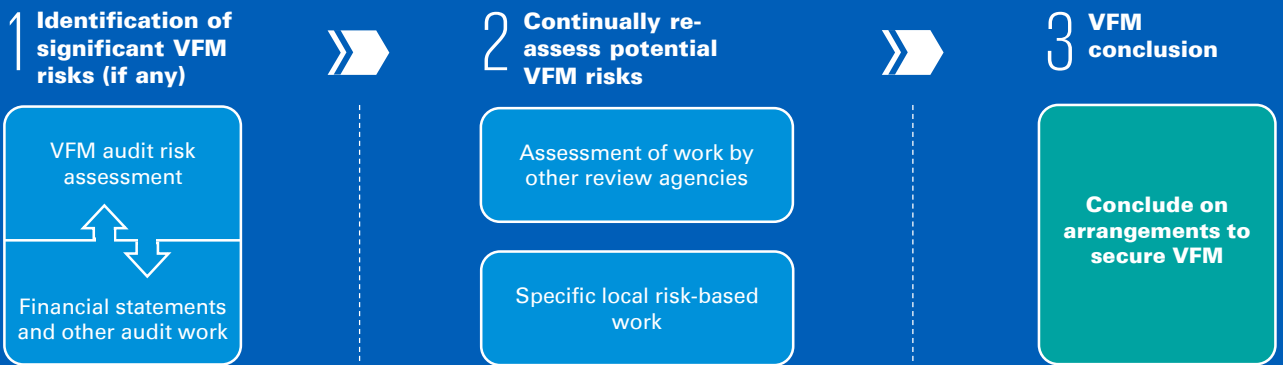 1 Identification of
significant VFM
risks (if any)
VFM audit risk
assessment
Financial statements
and other audit work
2 Continually re-
assess potential
VFM risks
Assessment of work by
other review agencies
Specific local risk-based
work
3 VFM
conclusion
Conclude on
arrangements to
secure VFM